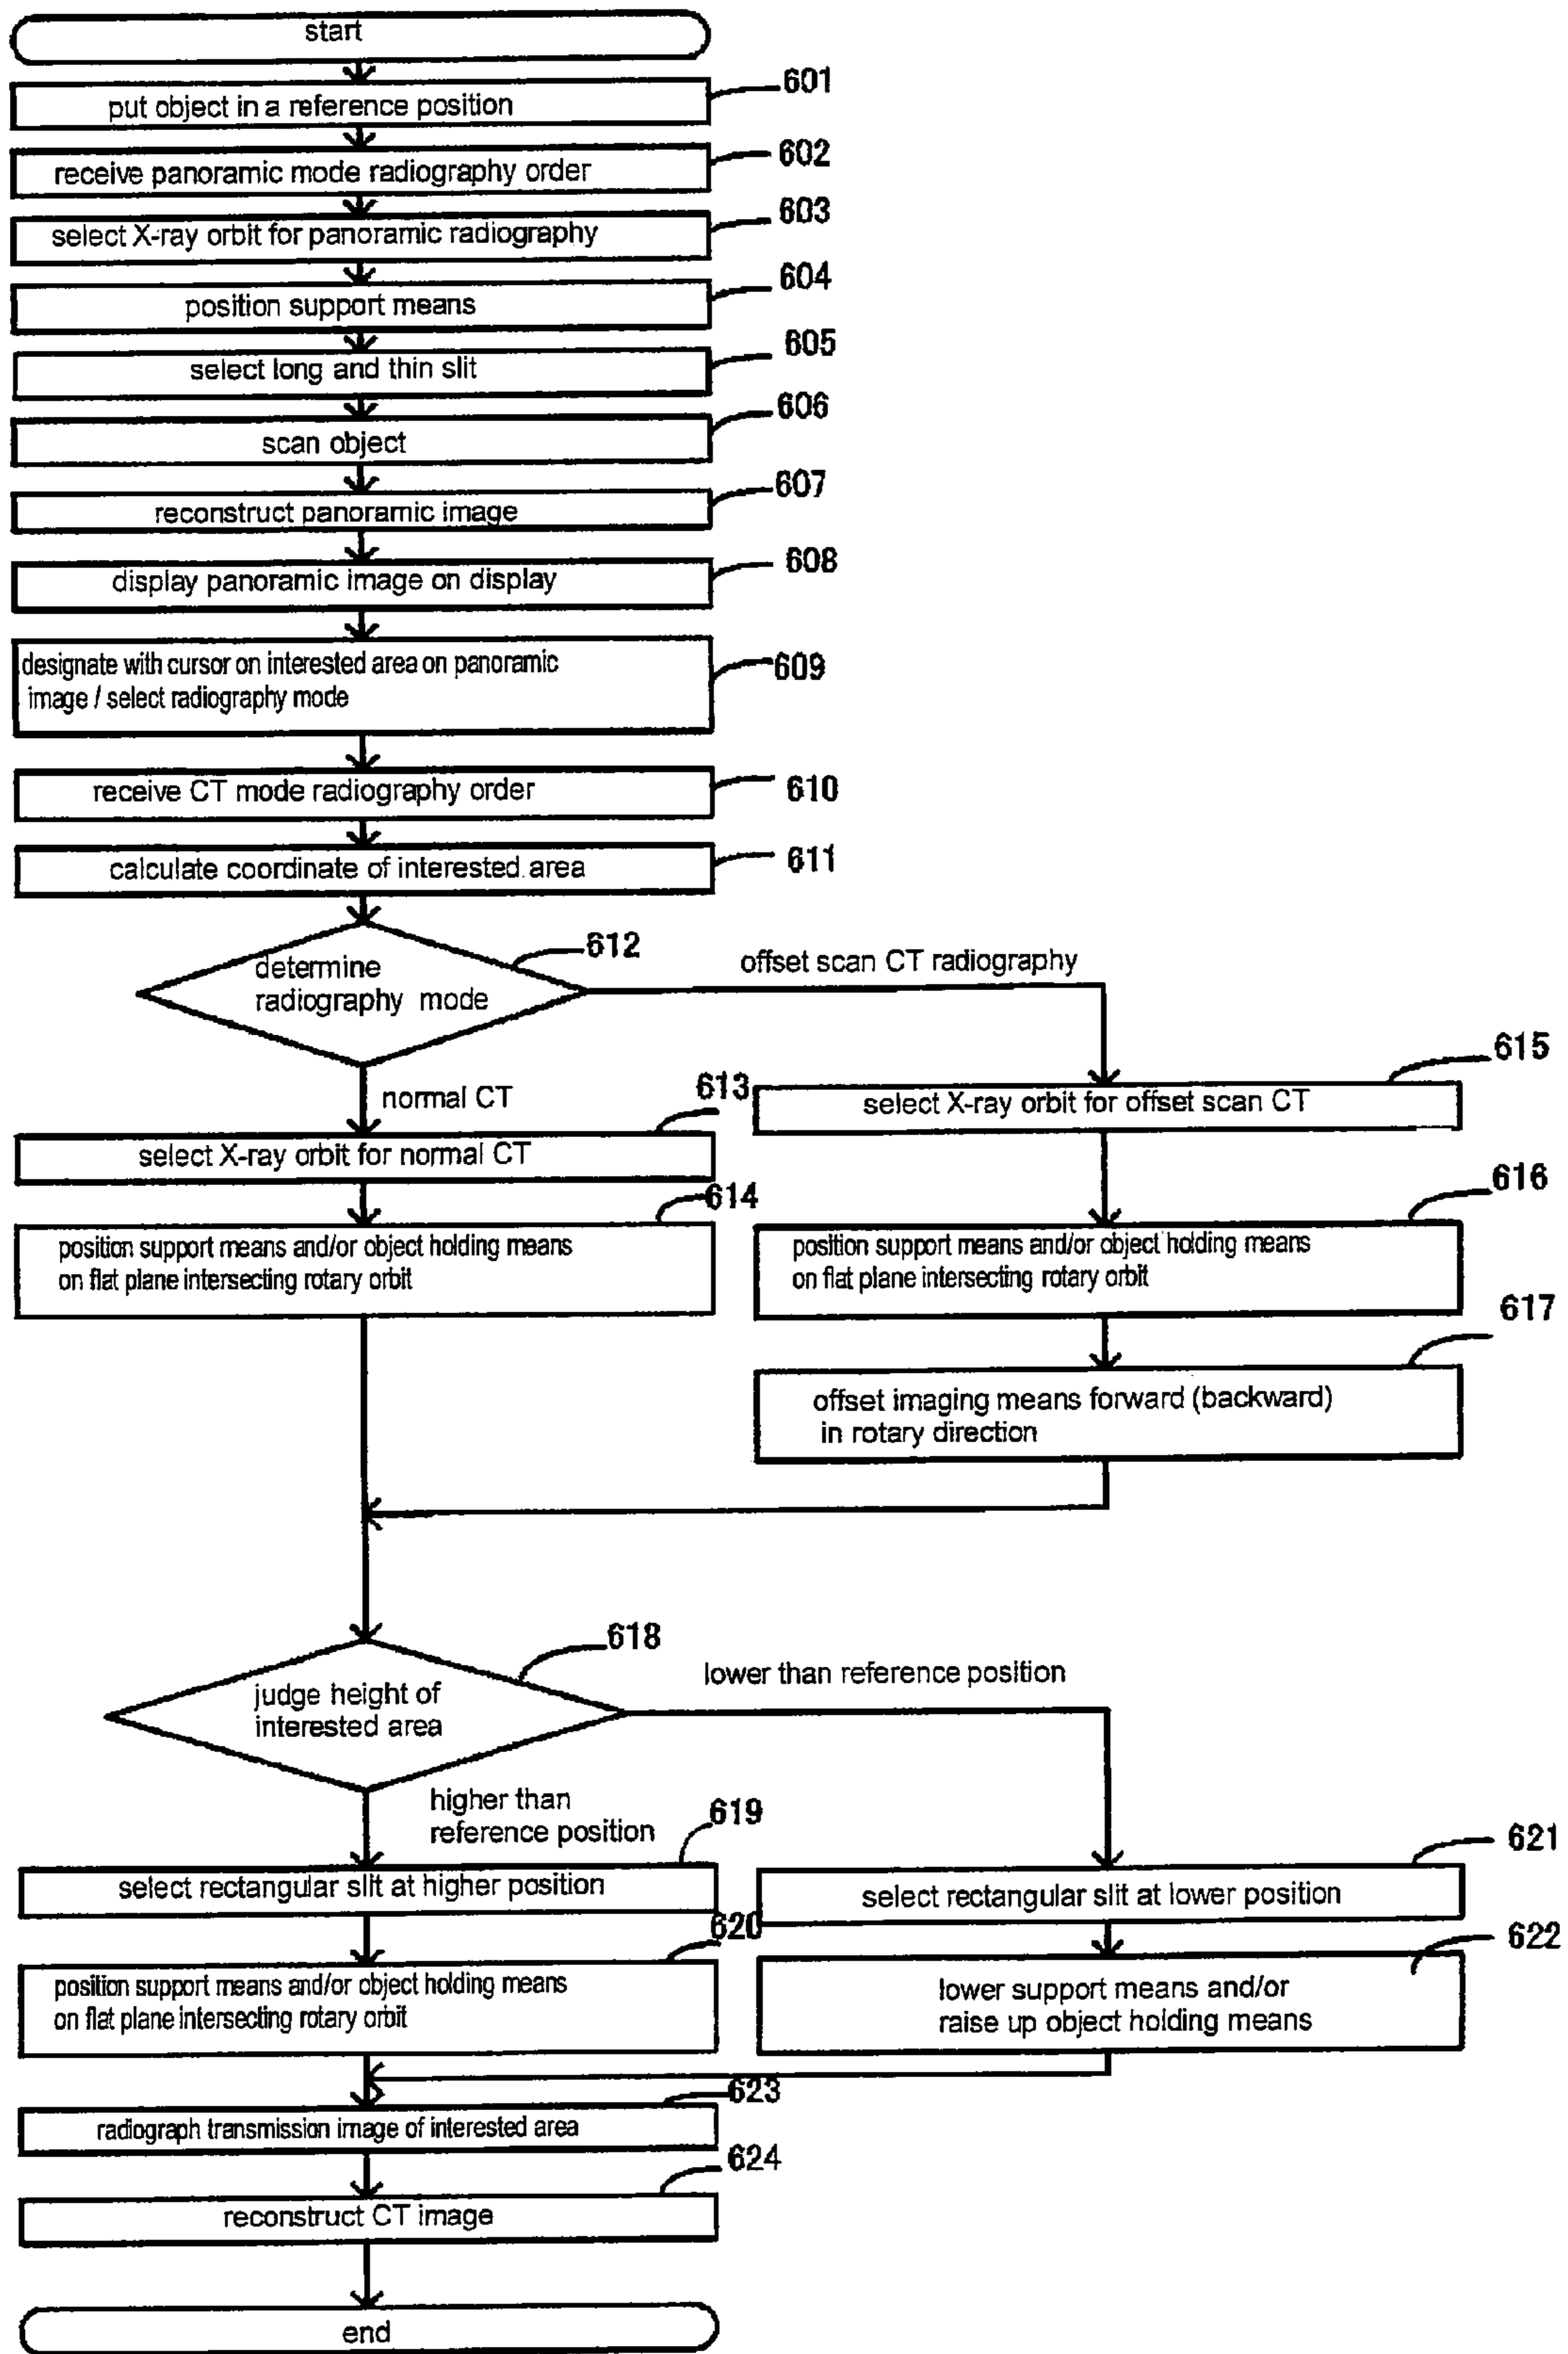 start
601
put object in a reference position
602
receive panoramic mode radiography order
603
select X-ray orbit for panoramic radiography
604
position support means
605
select long and thin slit
606
scan object
607
reconstruct panoramic image
608
display panoramic image on display
designate with cursor on interested area on panoramic
image / select radiography mode
609
receive CT mode radiography order
610
calculate coordinate of interested area
611
612
determine
radiography mode
offset scan CT radiography
normal CT
613
select X-ray orbit for normal CT
614
position support means and/or object holding means
on flat plane intersecting rotary orbit
615
select X-ray orbit for offset scan CT
616
position support means and/or object holding means
on flat plane intersecting rotary orbit
617
offset imaging means forward (backward)
in rotary direction
618
judge height of
interested area
lower than reference position
higher than
reference position
619
select rectangular slit at higher position
620
position support means and/or object holding means
on flat plane intersecting rotary orbit
621
select rectangular slit at lower position
622
lower support means and/or
raise up object holding means
623
radiograph transmission image of interested area
624
reconstruct CT image
end